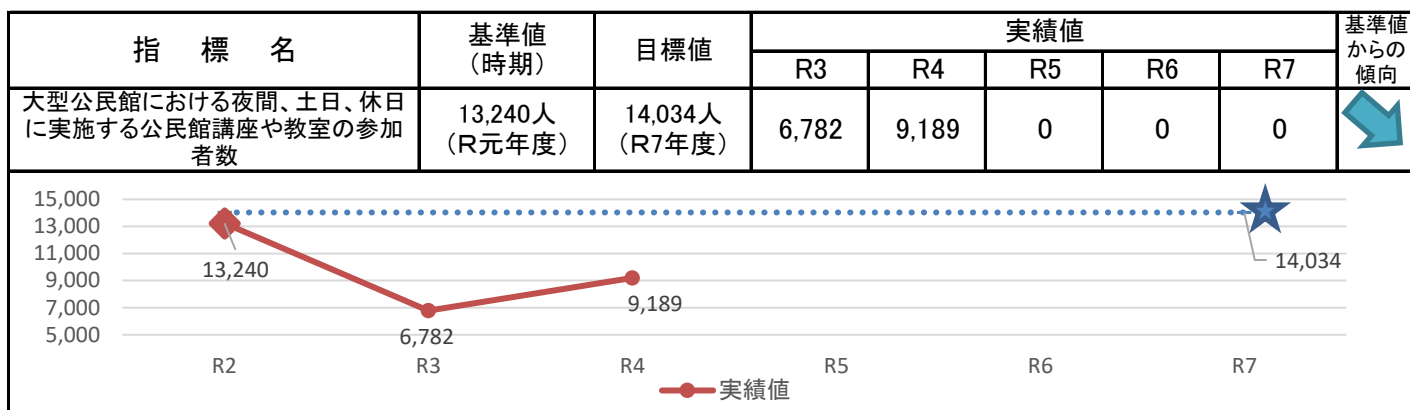 指 標 名
基準値
（時期）
目標値
実績値
基準値
からの
傾向
R3 R4 R5 R6 R7
大型公民館における夜間、土日、休日
に実施する公民館講座や教室の参加
者数
13,240人
（R元年度）
14,034人
（R7年度）
6,782 9,189 0 0 0
15,000
13,000
11,000
9,000
7,000
5,000
13,240
6,782
9,189
14,034
R2 R3 R4 R5 R6 R7
実績値